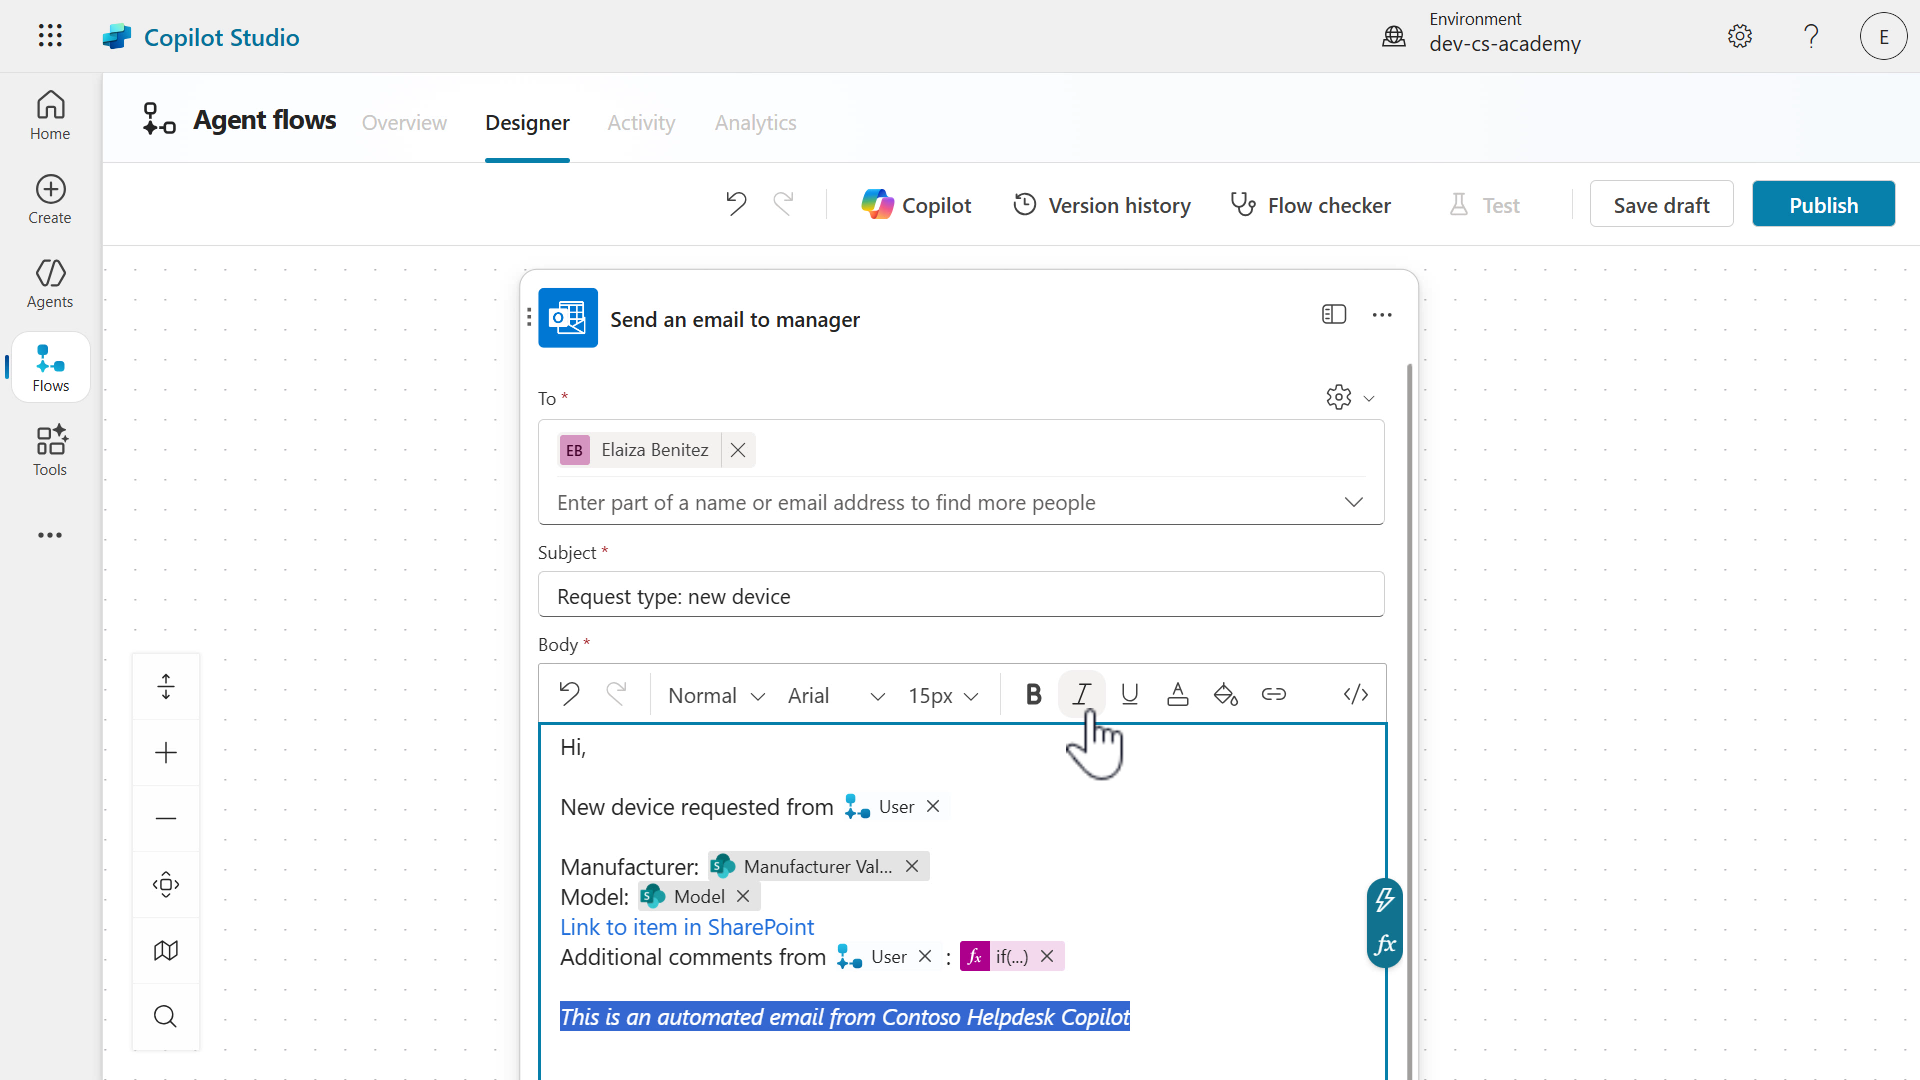 Copilot Studio
Environment
dev-cs-academy
E
Home
Create
Agents
Flows
Tools
Agent flows
Overview
Designer
Activity
Analytics
Copilot
Version history
Flow checker
Test
Save draft
Publish
Send an email to manager
To *
EB Elaiza Benitez
Enter part of a name or email address to find more people
Subject *
Request type: new device
Body *
Normal Arial 15px B I U A </>
Hi,
New device requested from User
Manufacturer: Manufacturer Val...
Model: Model
Link to item in SharePoint
Additional comments from User : fx if(...)
This is an automated email from Contoso Helpdesk Copilot
fx